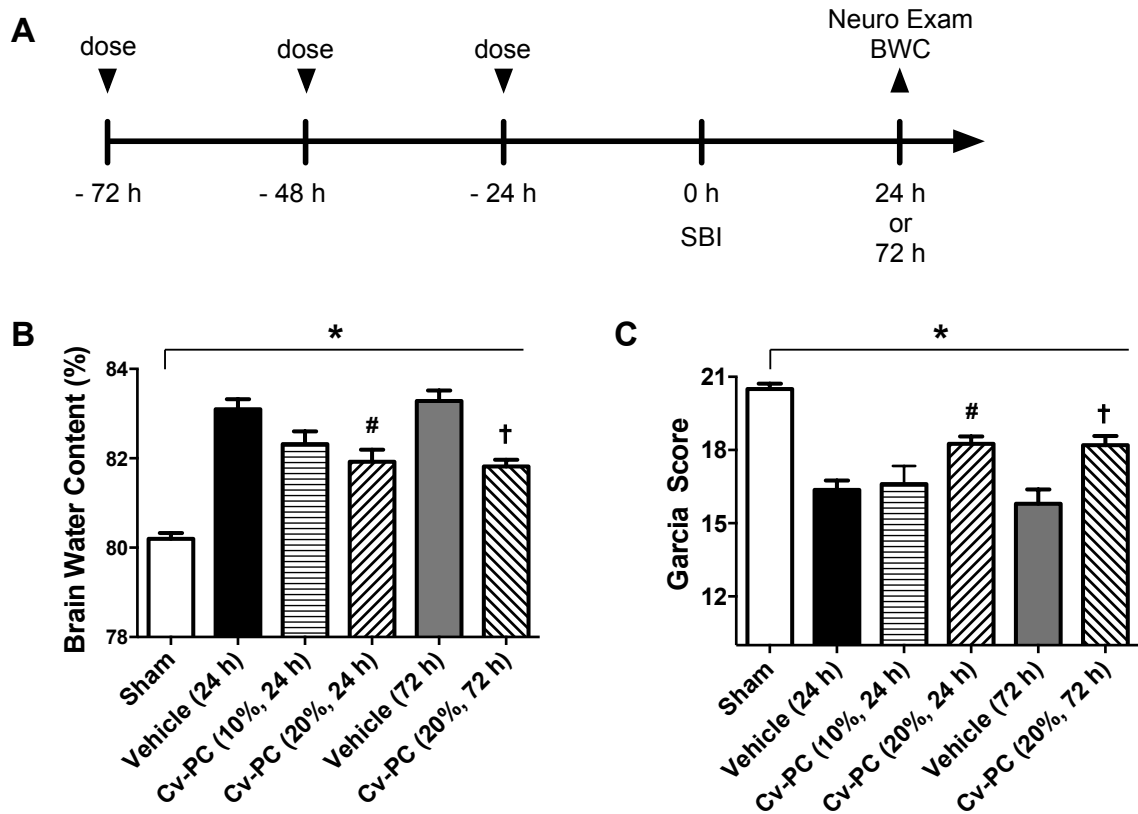 A
dose
dose
dose
Neuro Exam
BWC
- 72 h
- 48 h
- 24 h
0 h
24 h
SBI
or
72 h
B
*
Brain Water Content (%)
84
82
80
78
#
†
Sham
Vehicle (24 h)
Cv-PC (10%, 24 h)
Cv-PC (20%, 24 h)
Vehicle (72 h)
Cv-PC (20%, 72 h)
C
*
Garcia Score
21
18
15
12
#
†
Sham
Vehicle (24 h)
Cv-PC (10%, 24 h)
Cv-PC (20%, 24 h)
Vehicle (72 h)
Cv-PC (20%, 72 h)